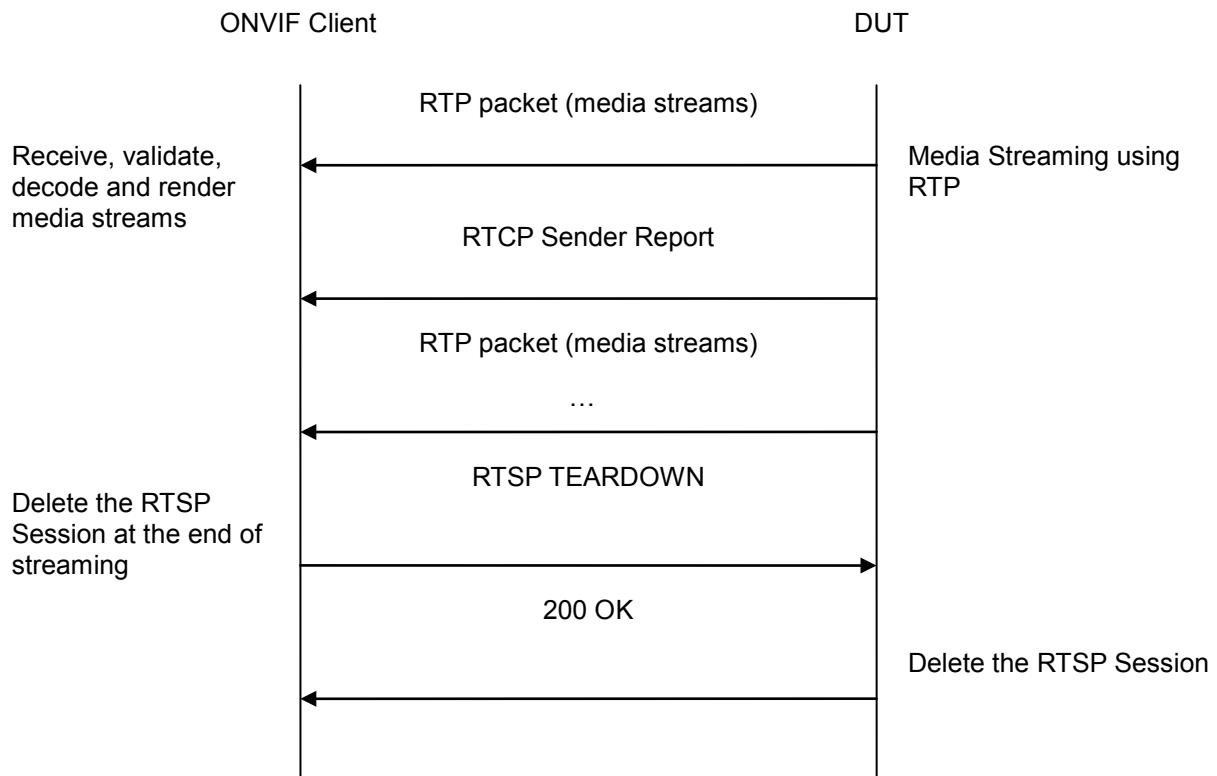 ONVIF Client
DUT
RTP packet (media streams)
Receive, validate,
decode and render
media streams
Media Streaming using
RTP
RTCP Sender Report
RTP packet (media streams)
…
RTSP TEARDOWN
Delete the RTSP
Session at the end of
streaming
200 OK
Delete the RTSP Session